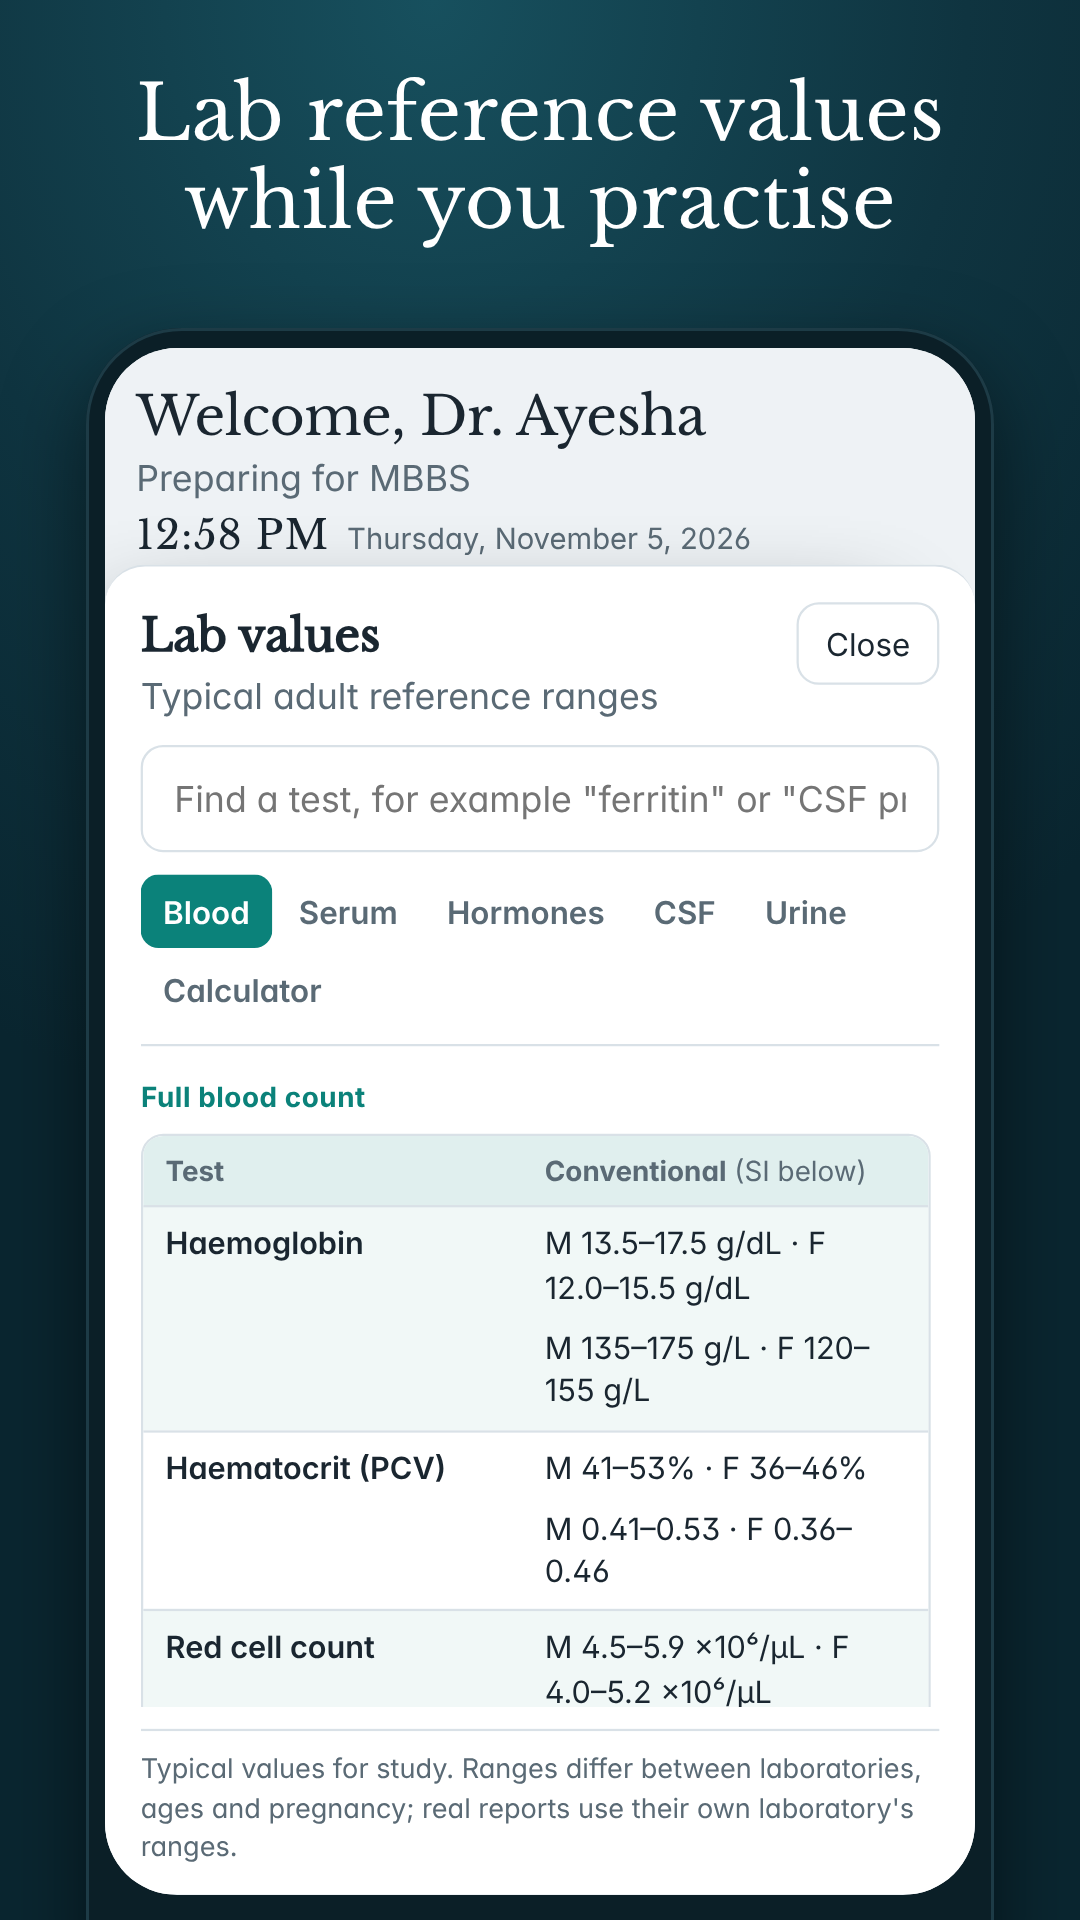 Lab reference values
while you practise
Welcome, Dr. Ayesha
Preparing for MBBS
12:58 PM Thursday, November 5, 2026
Lab values
Close
Typical adult reference ranges
Find a test, for example "ferritin" or "CSF
Blood Serum Hormones CSF Urine
Calculator
Full blood count
Test Conventional (SI below)
Haemoglobin M 13.5–17.5 g/dL · F
12.0–15.5 g/dL
M 135–175 g/L · F 120–
155 g/L
Haematocrit (PCV) M 41–53% · F 36–46%
M 0.41–0.53 · F 0.36–
0.46
Red cell count M 4.5–5.9 ×10⁶/µL · F
4.0–5.2 ×10⁶/µL
Typical values for study. Ranges differ between laboratories,
ages and pregnancy; real reports use their own laboratory's
ranges.